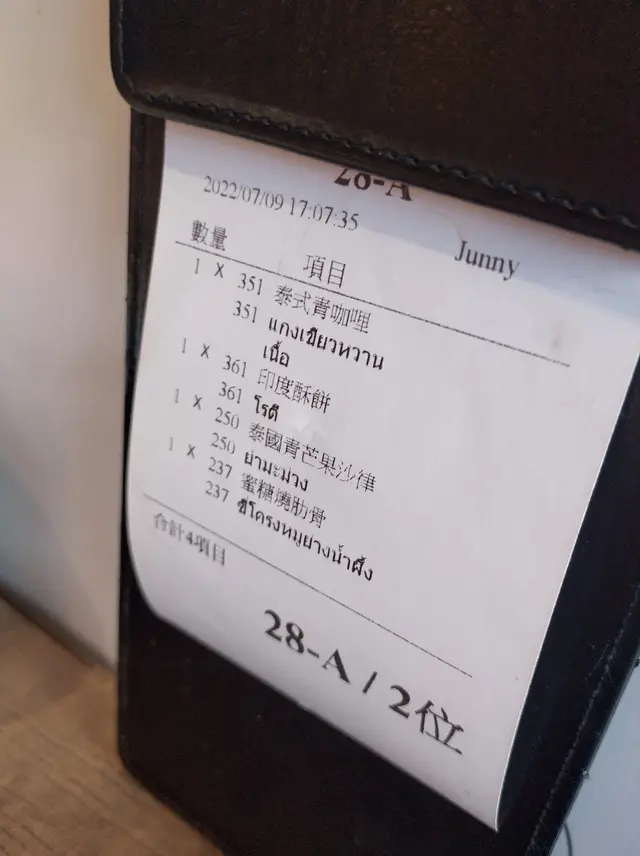 28-A
2022/07/09 17:07:35
Junny
數量 項目
1 X 351 泰式青咖哩
351 แกงเขียวหวาน
เนื้อ
1 X 361 印度酥餅
361 โรตี
1 X 250 泰國青芒果沙律
250 ยำมะม่วง
1 X 237 蜜糖燒肋骨
237 ซี่โครงหมูย่างน้ำผึ้ง
合計4項目
28-A / 2位